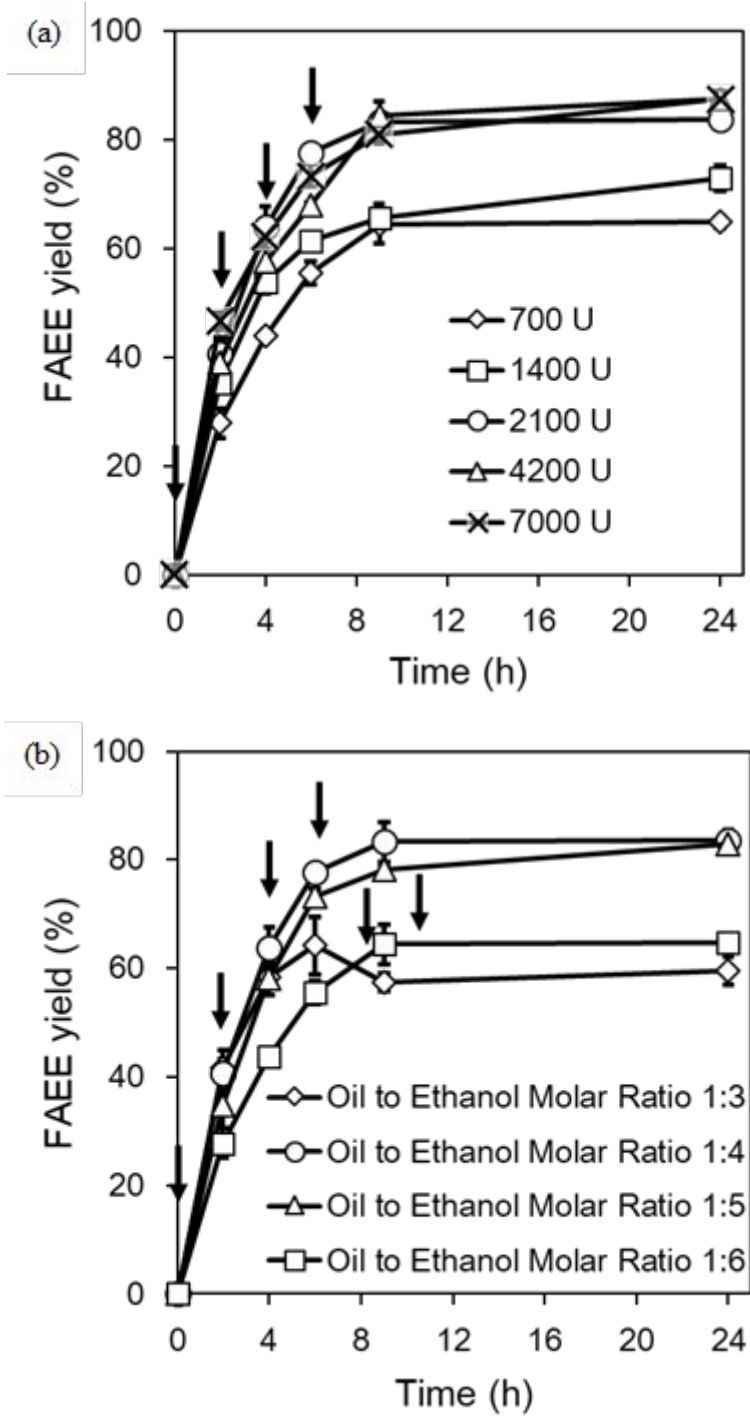 (a)
100
80
60
40
20
0
FAEE yield (%)
700 U
1400 U
2100 U
4200 U
7000 U
0 4 8 12 16 20 24
Time (h)
(b)
100
80
60
40
20
0
FAEE yield (%)
Oil to Ethanol Molar Ratio 1:3
Oil to Ethanol Molar Ratio 1:4
Oil to Ethanol Molar Ratio 1:5
Oil to Ethanol Molar Ratio 1:6
0 4 8 12 16 20 24
Time (h)